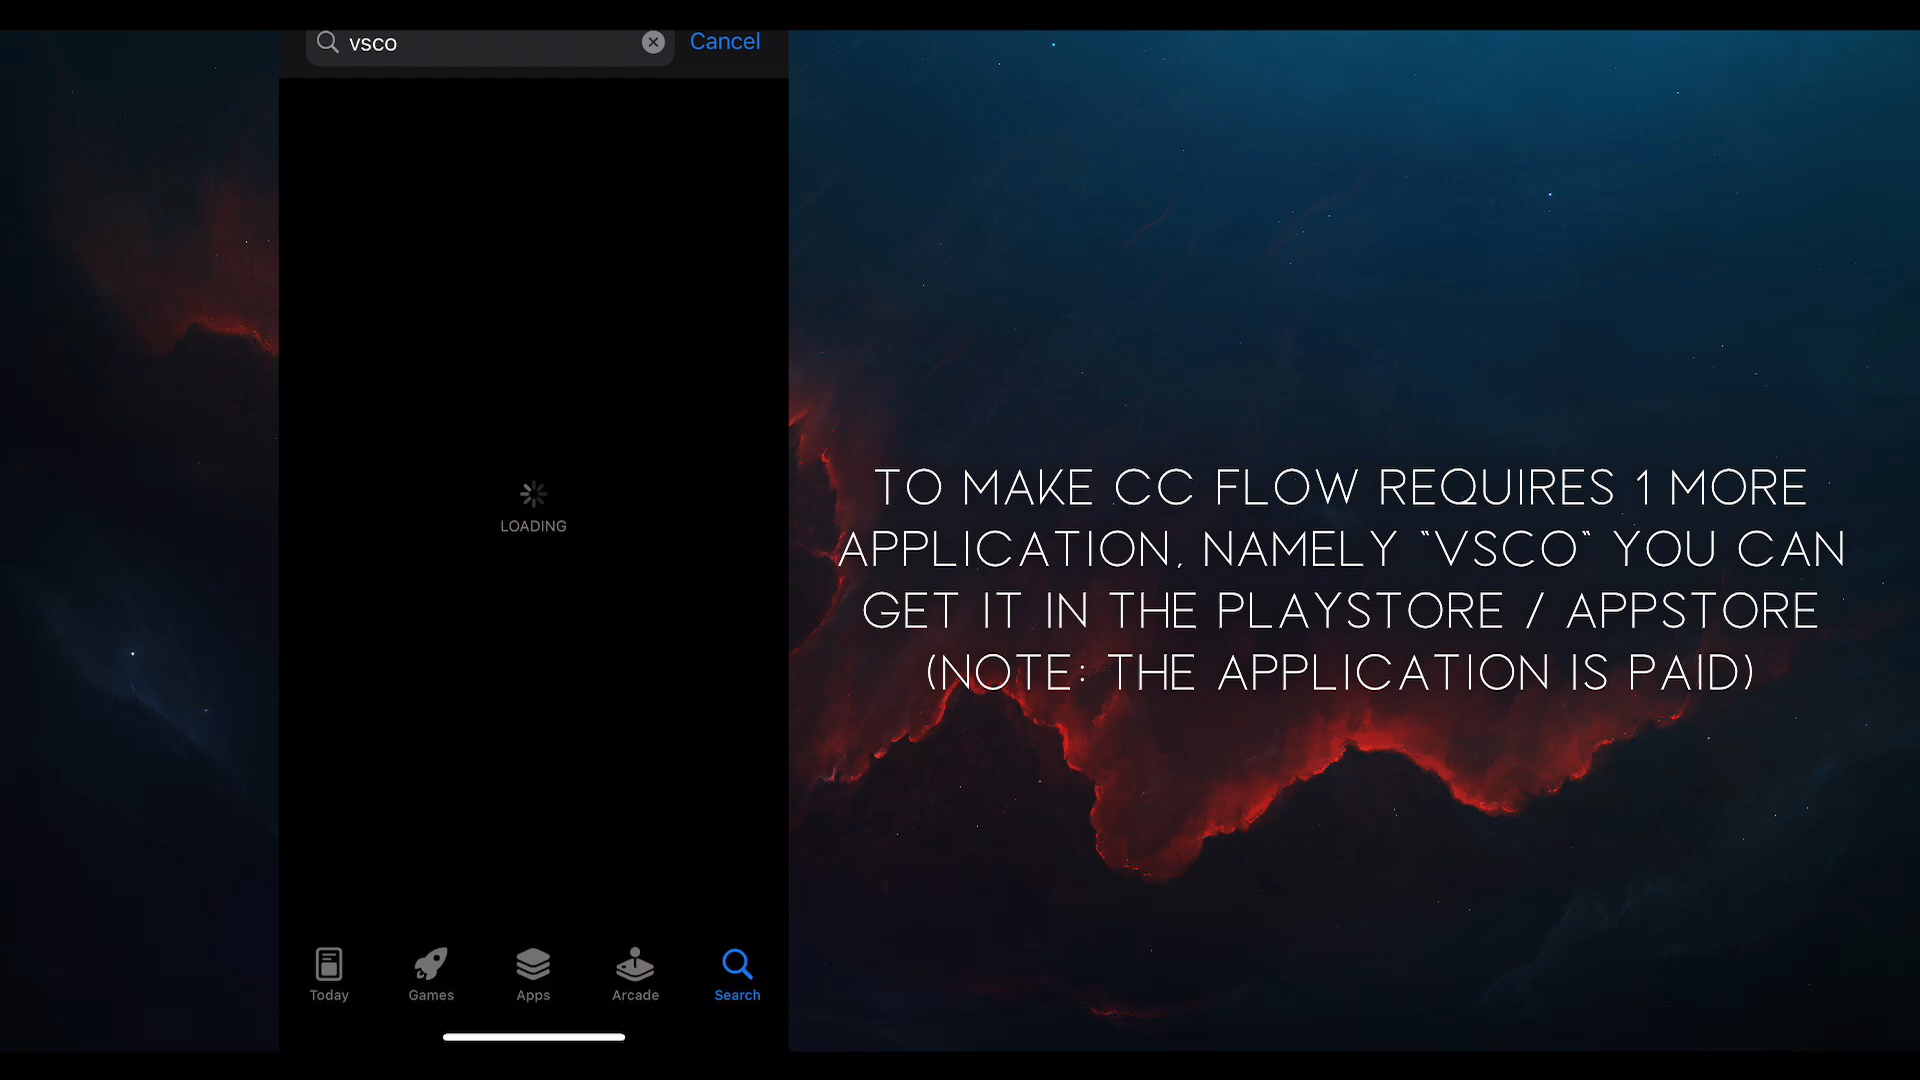 vsco
Cancel
LOADING
TO MAKE CC FLOW REQUIRES 1 MORE
APPLICATION, NAMELY "VSCO" YOU CAN
GET IT IN THE PLAYSTORE / APPSTORE
(NOTE: THE APPLICATION IS PAID)
Today
Games
Apps
Arcade
Search